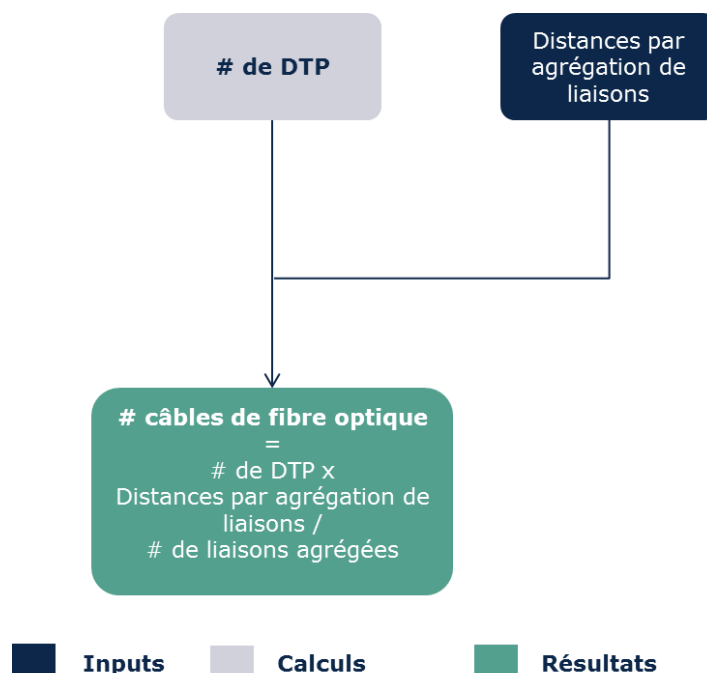 # de DTP
Distances par
agrégation de
liaisons
# câbles de fibre optique
=
# de DTP x
Distances par agrégation de
liaisons /
# de liaisons agrégées
Inputs
Calculs
Résultats